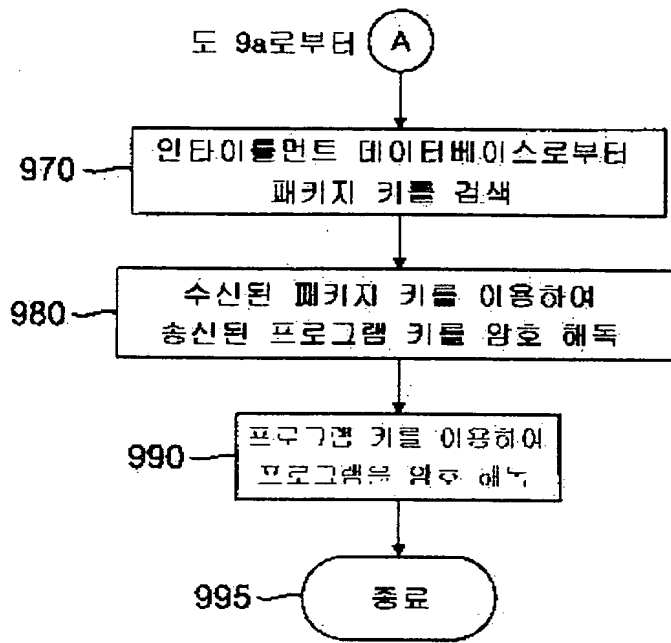 도 9a로부터 A
970 인타이틀먼트 데이터베이스로부터
패키지 키를 검색
980 수신된 패키지 키를 이용하여
송신된 프로그램 키를 암호 해독
990 프로그램 키를 이용하여
프로그램을 암호 해독
995 종료